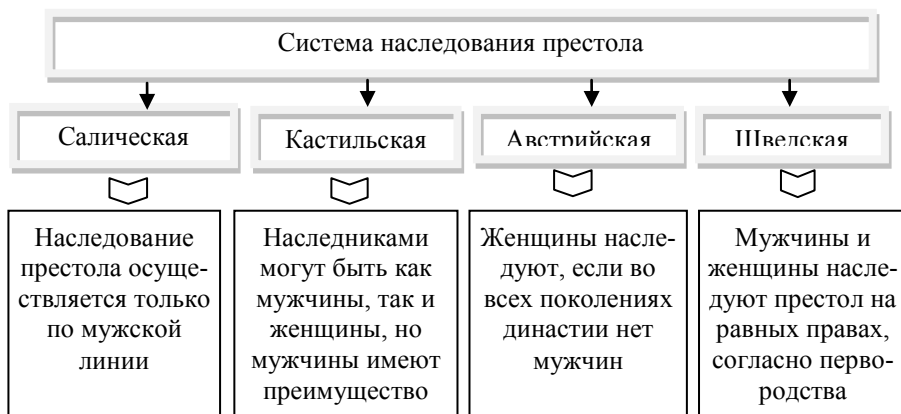 Система наследования престола
Салическая
Кастильская
Австрийская
Шведская
Наследование
престола осуще-
ствляется только
по мужской
линии
Наследниками
могут быть как
мужчины, так и
женщины, но
мужчины имеют
преимущество
Женщины насле-
дуют, если во
всех поколениях
династии нет
мужчин
Мужчины и
женщины насле-
дуют престол на
равных правах,
согласно перво-
родства